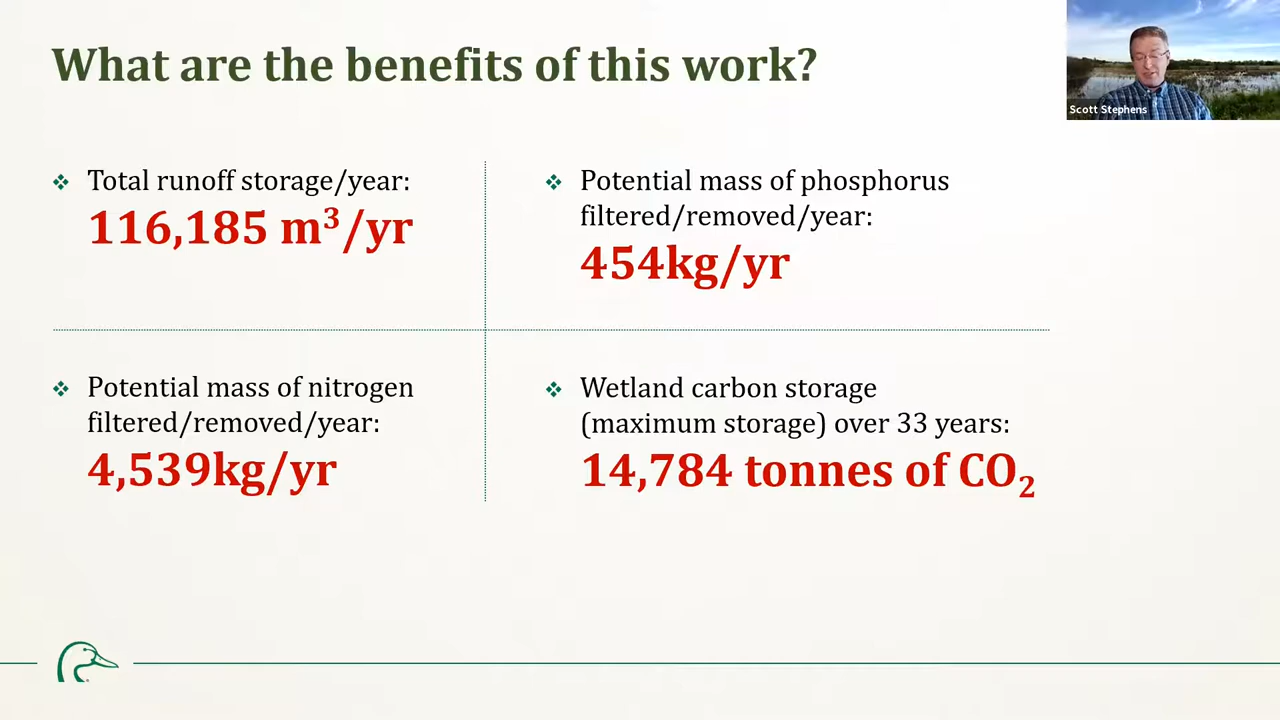 What are the benefits of this work?
Scott Stephens
❖ Total runoff storage/year:
116,185 m³/yr
❖ Potential mass of phosphorus
filtered/removed/year:
454kg/yr
❖ Potential mass of nitrogen
filtered/removed/year:
4,539kg/yr
❖ Wetland carbon storage
(maximum storage) over 33 years:
14,784 tonnes of CO₂